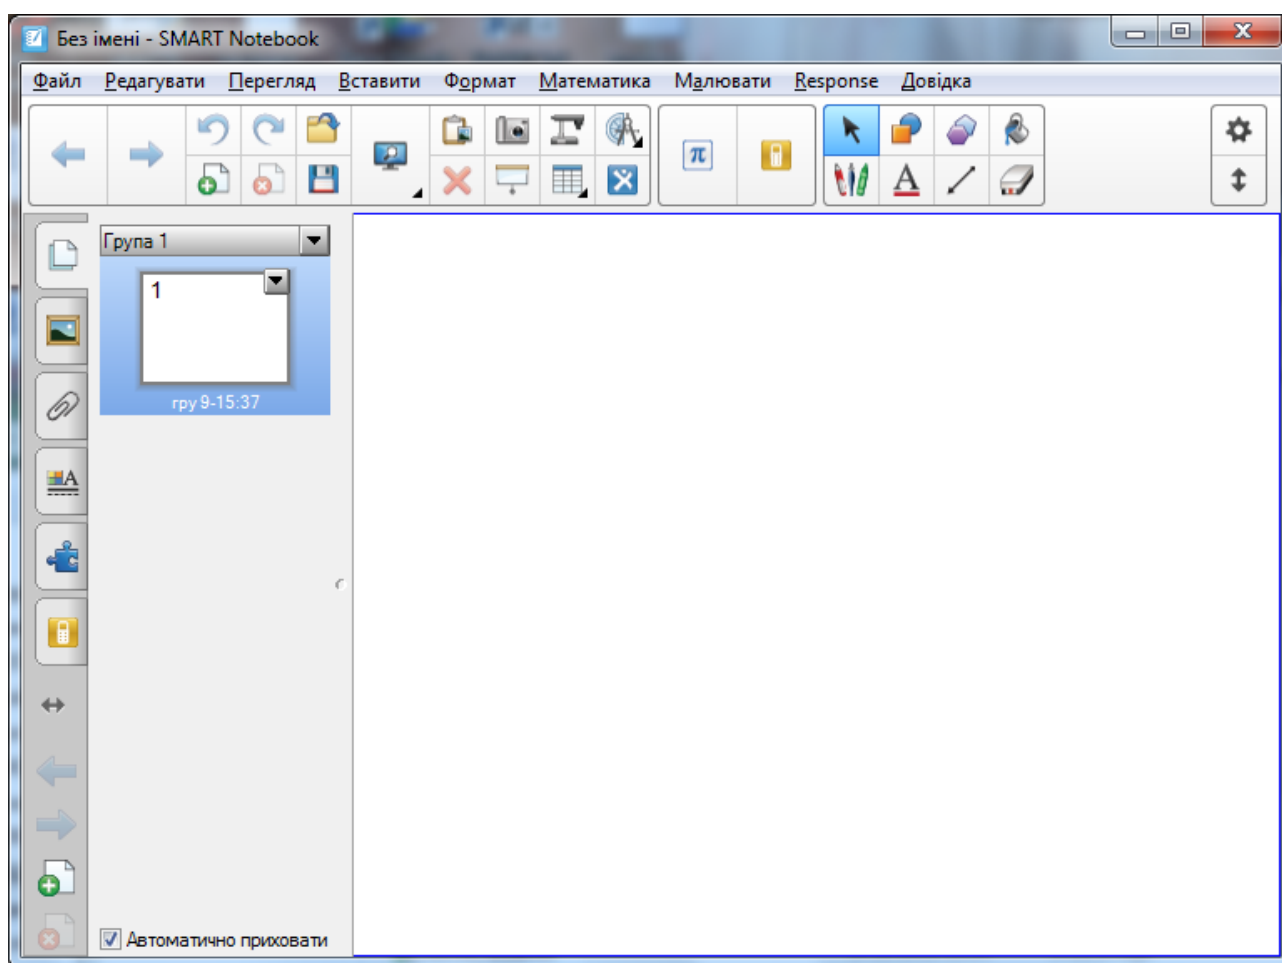 Без імені - SMART Notebook
Файл Редагувати Перегляд Вставити Формат Математика Малювати Response Довідка
π
A
Група 1
1
гру 9-15:37
A
Автоматично приховати